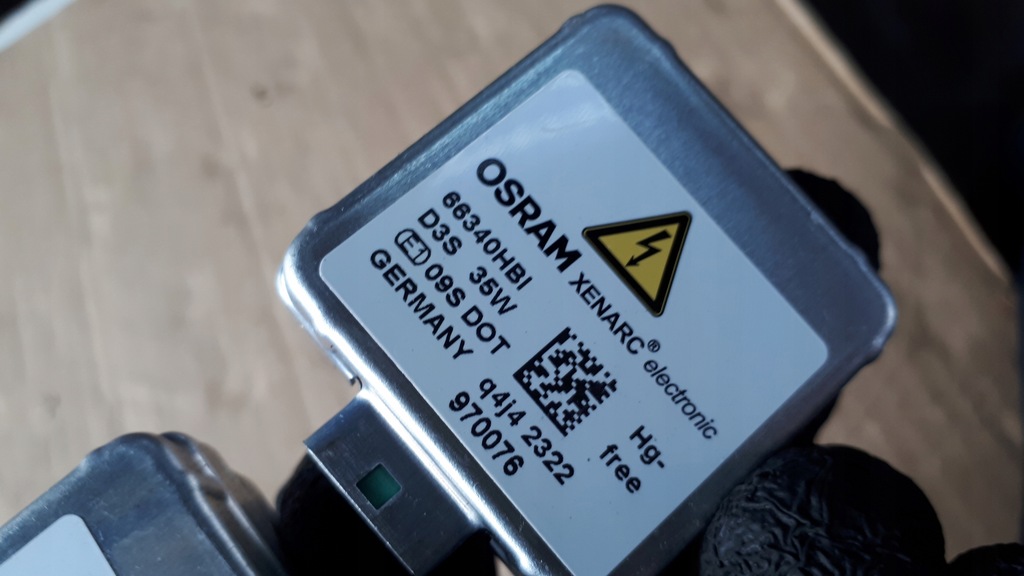 OSRAM XENARC® electronic
66340HBI
D3S 35W
E1 09S DOT
GERMANY
Hg-
free
q4j4 2322
970076